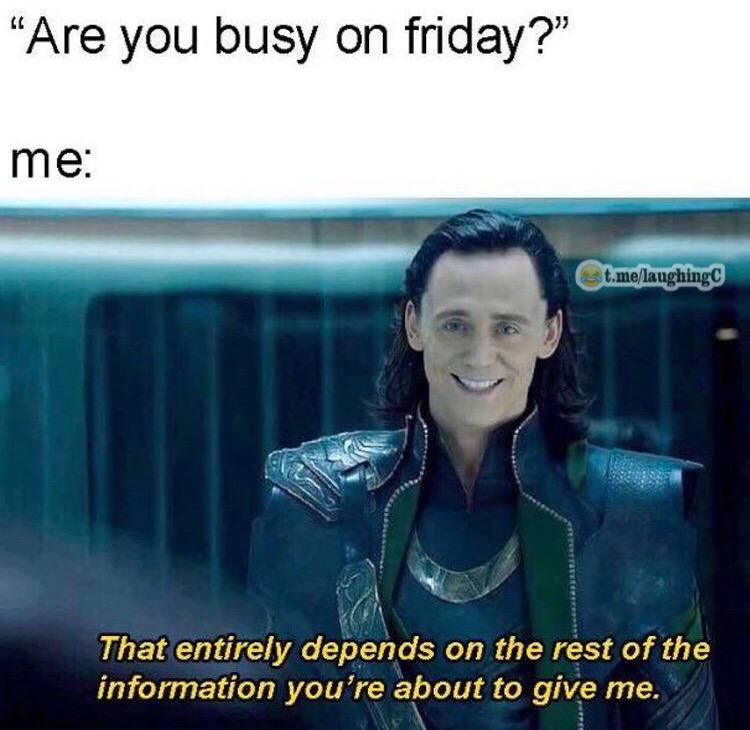 “Are you busy on friday?”
me:
t.me/laughingC
That entirely depends on the rest of the
information you’re about to give me.